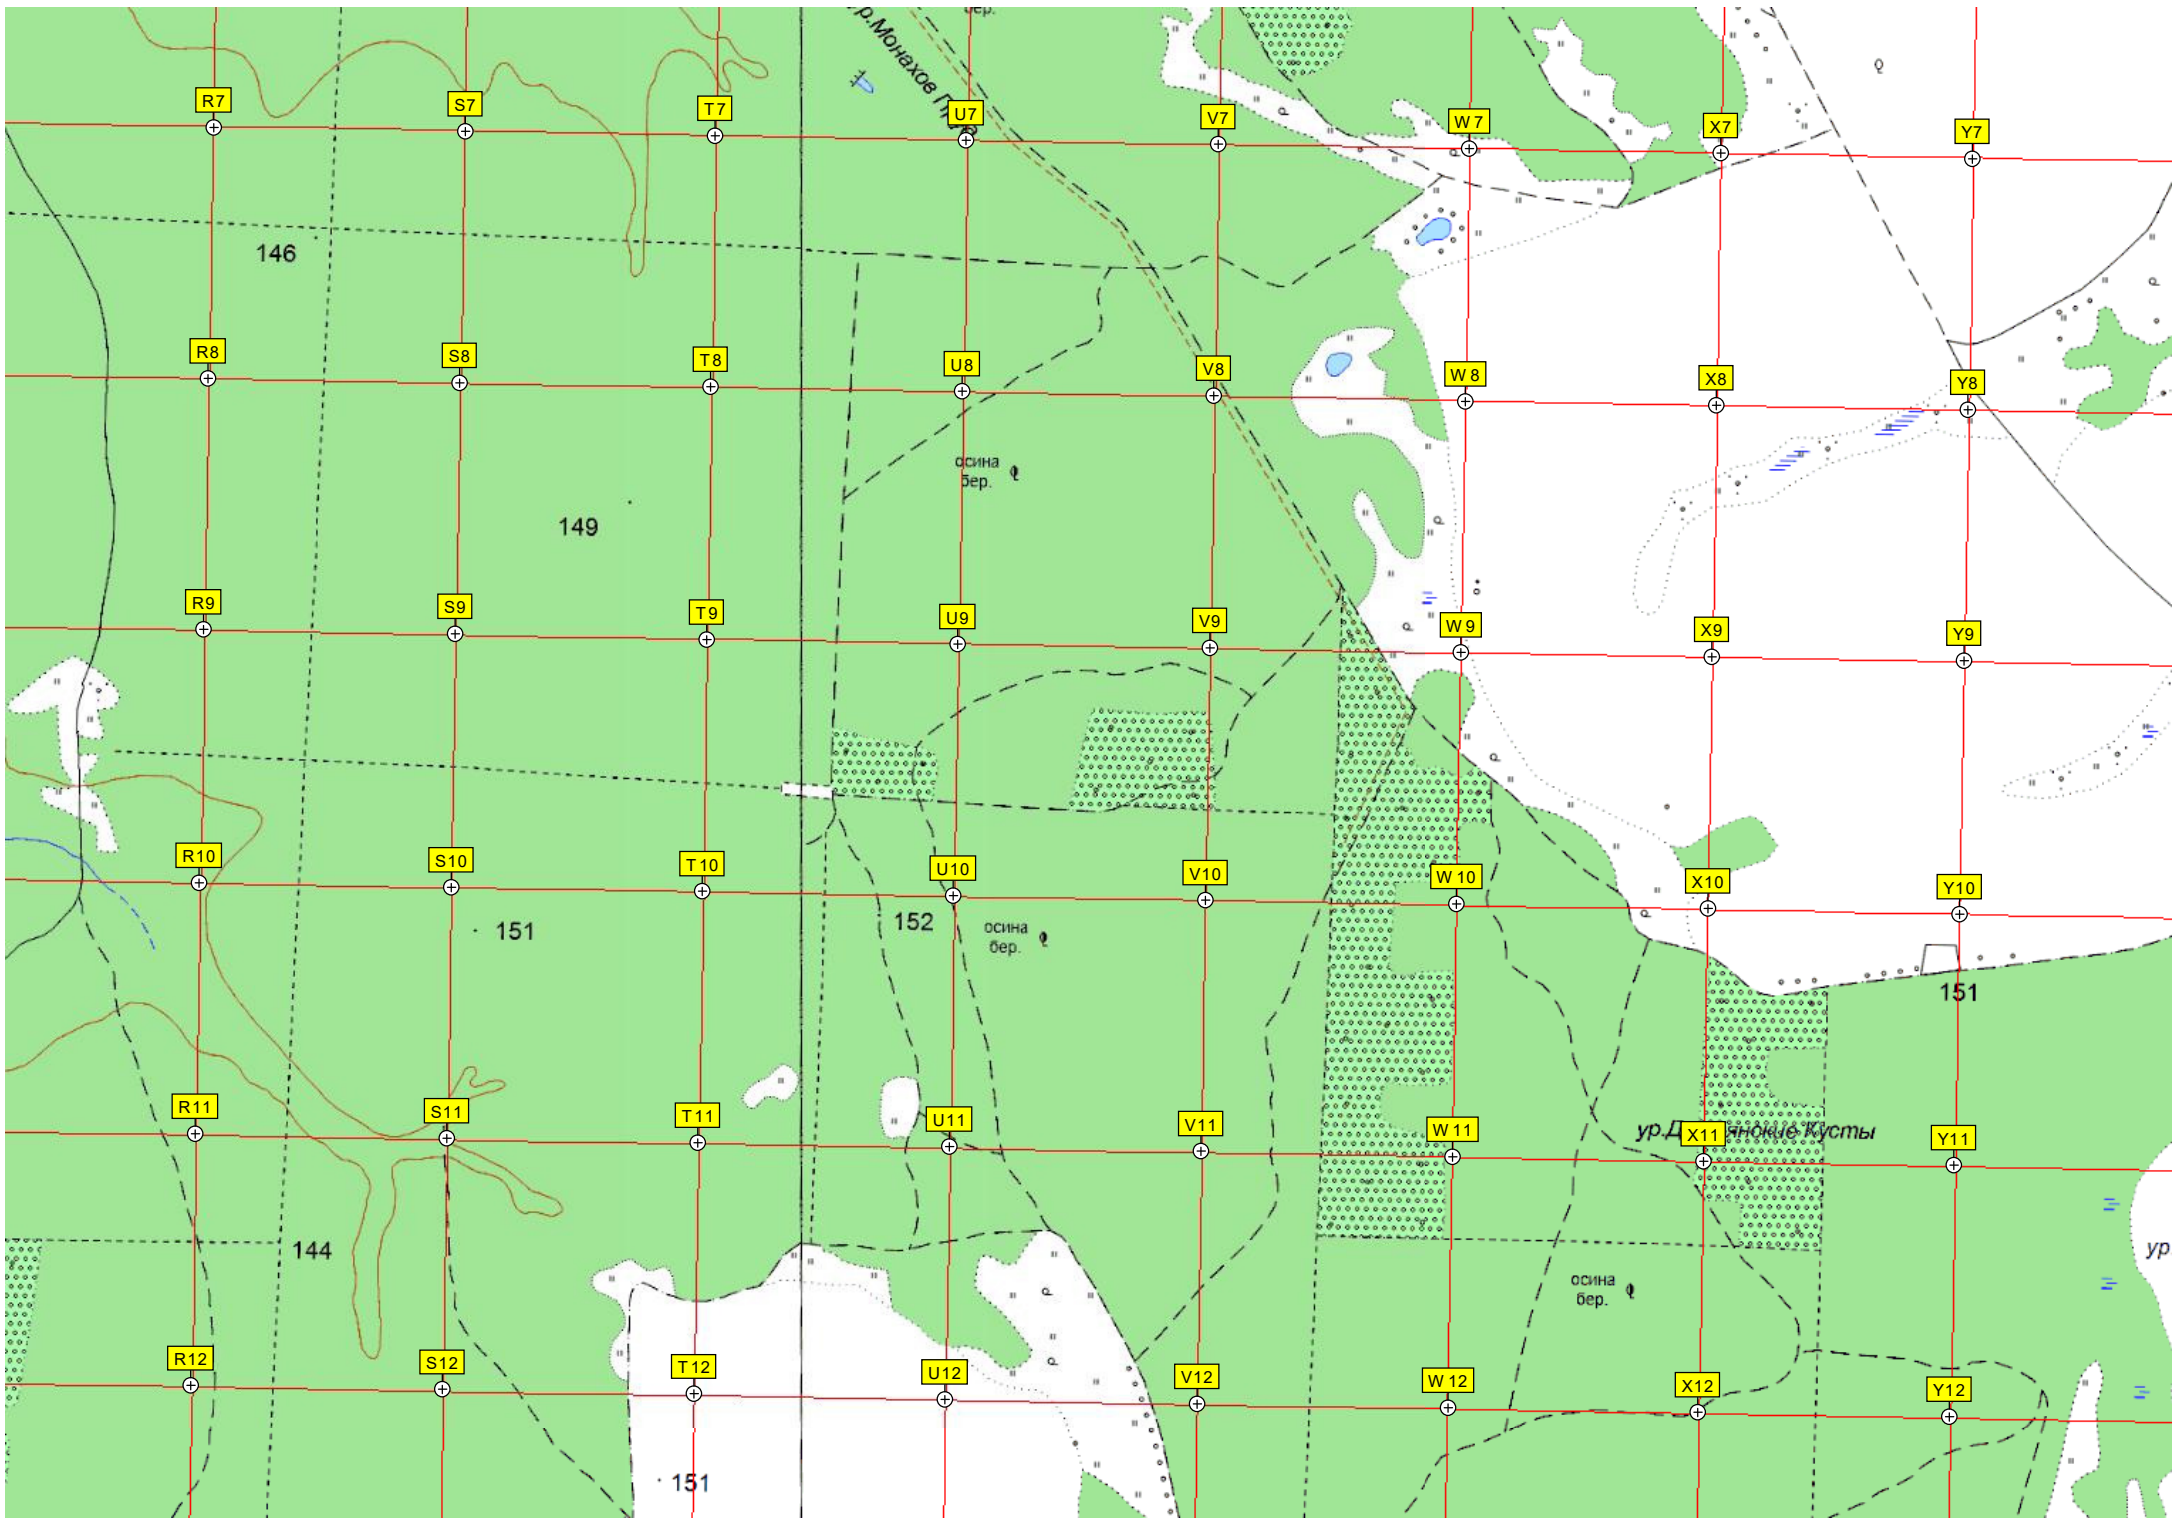 бер.
ур.Монахов
R7
S7
T7
U7
V7
W7
X7
Y7
146
R8
S8
T8
U8
V8
W8
X8
Y8
осина
бер.
149
R9
S9
T9
U9
V9
W9
X9
Y9
R10
S10
T10
U10
V10
W10
X10
Y10
151
152
осина
бер.
151
R11
S11
T11
U11
V11
W11
X11
Y11
Кусты
144
ур
осина
бер.
R12
S12
T12
U12
V12
W12
X12
Y12
151